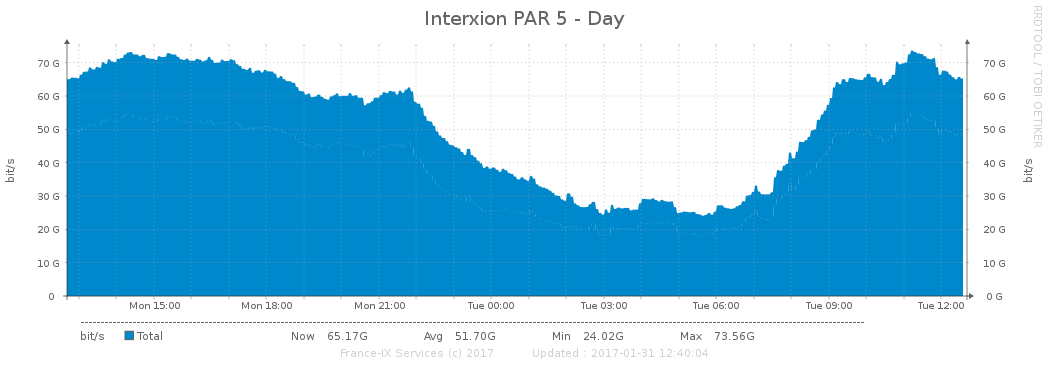 Interxion PAR 5 - Day
RRDTOOL / TOBI OETIKER
bit/s
70 G
60 G
50 G
40 G
30 G
20 G
10 G
0
70 G
60 G
50 G
40 G
30 G
20 G
10 G
0 G
bit/s
Mon 15:00 Mon 18:00 Mon 21:00 Tue 00:00 Tue 03:00 Tue 06:00 Tue 09:00 Tue 12:00
bit/s Total Now 65.17G Avg 51.70G Min 24.02G Max 73.56G
France-IX Services (c) 2017 Updated : 2017-01-31 12:40:04